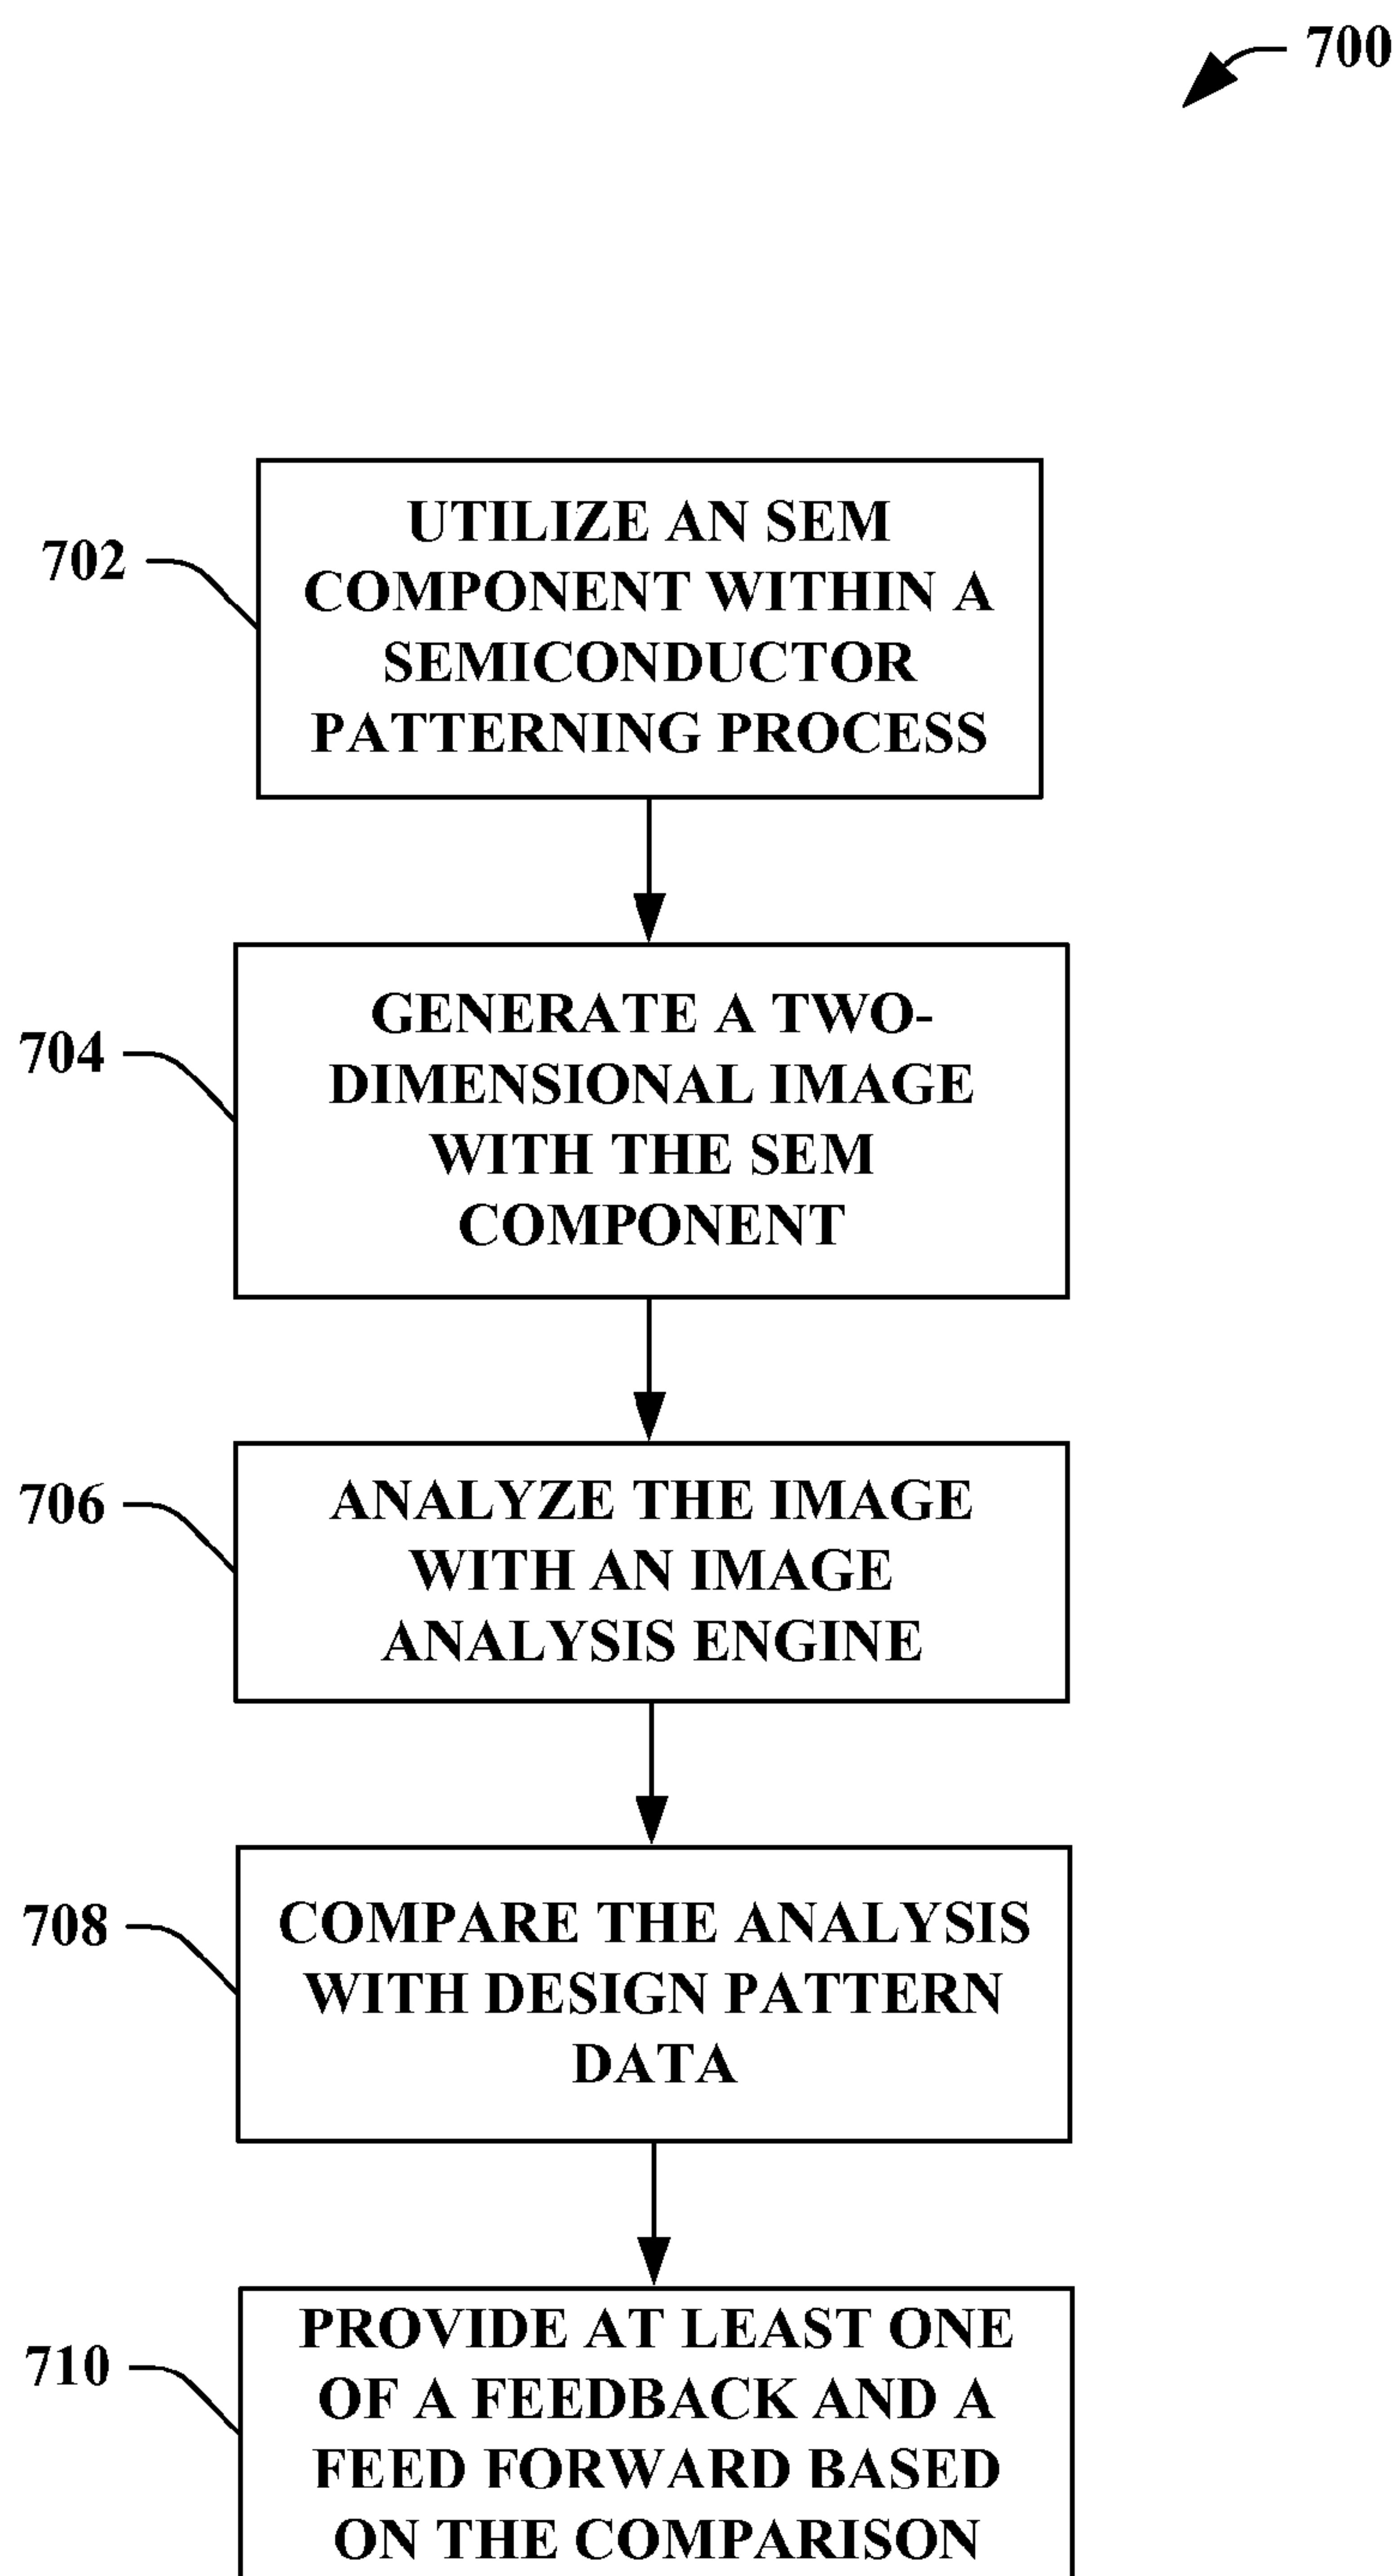 700
702
UTILIZE AN SEM
COMPONENT WITHIN A
SEMICONDUCTOR
PATTERNING PROCESS
704
GENERATE A TWO-
DIMENSIONAL IMAGE
WITH THE SEM
COMPONENT
706
ANALYZE THE IMAGE
WITH AN IMAGE
ANALYSIS ENGINE
708
COMPARE THE ANALYSIS
WITH DESIGN PATTERN
DATA
710
PROVIDE AT LEAST ONE
OF A FEEDBACK AND A
FEED FORWARD BASED
ON THE COMPARISON